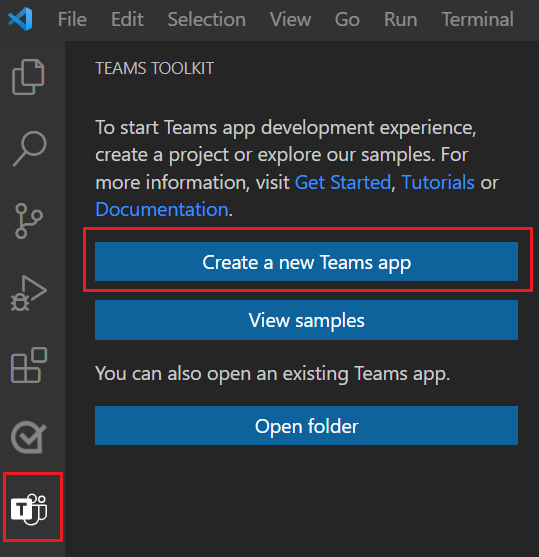 File Edit Selection View Go Run Terminal
TEAMS TOOLKIT
To start Teams app development experience,
create a project or explore our samples. For
more information, visit Get Started, Tutorials or
Documentation.
Create a new Teams app
View samples
You can also open an existing Teams app.
Open folder
T